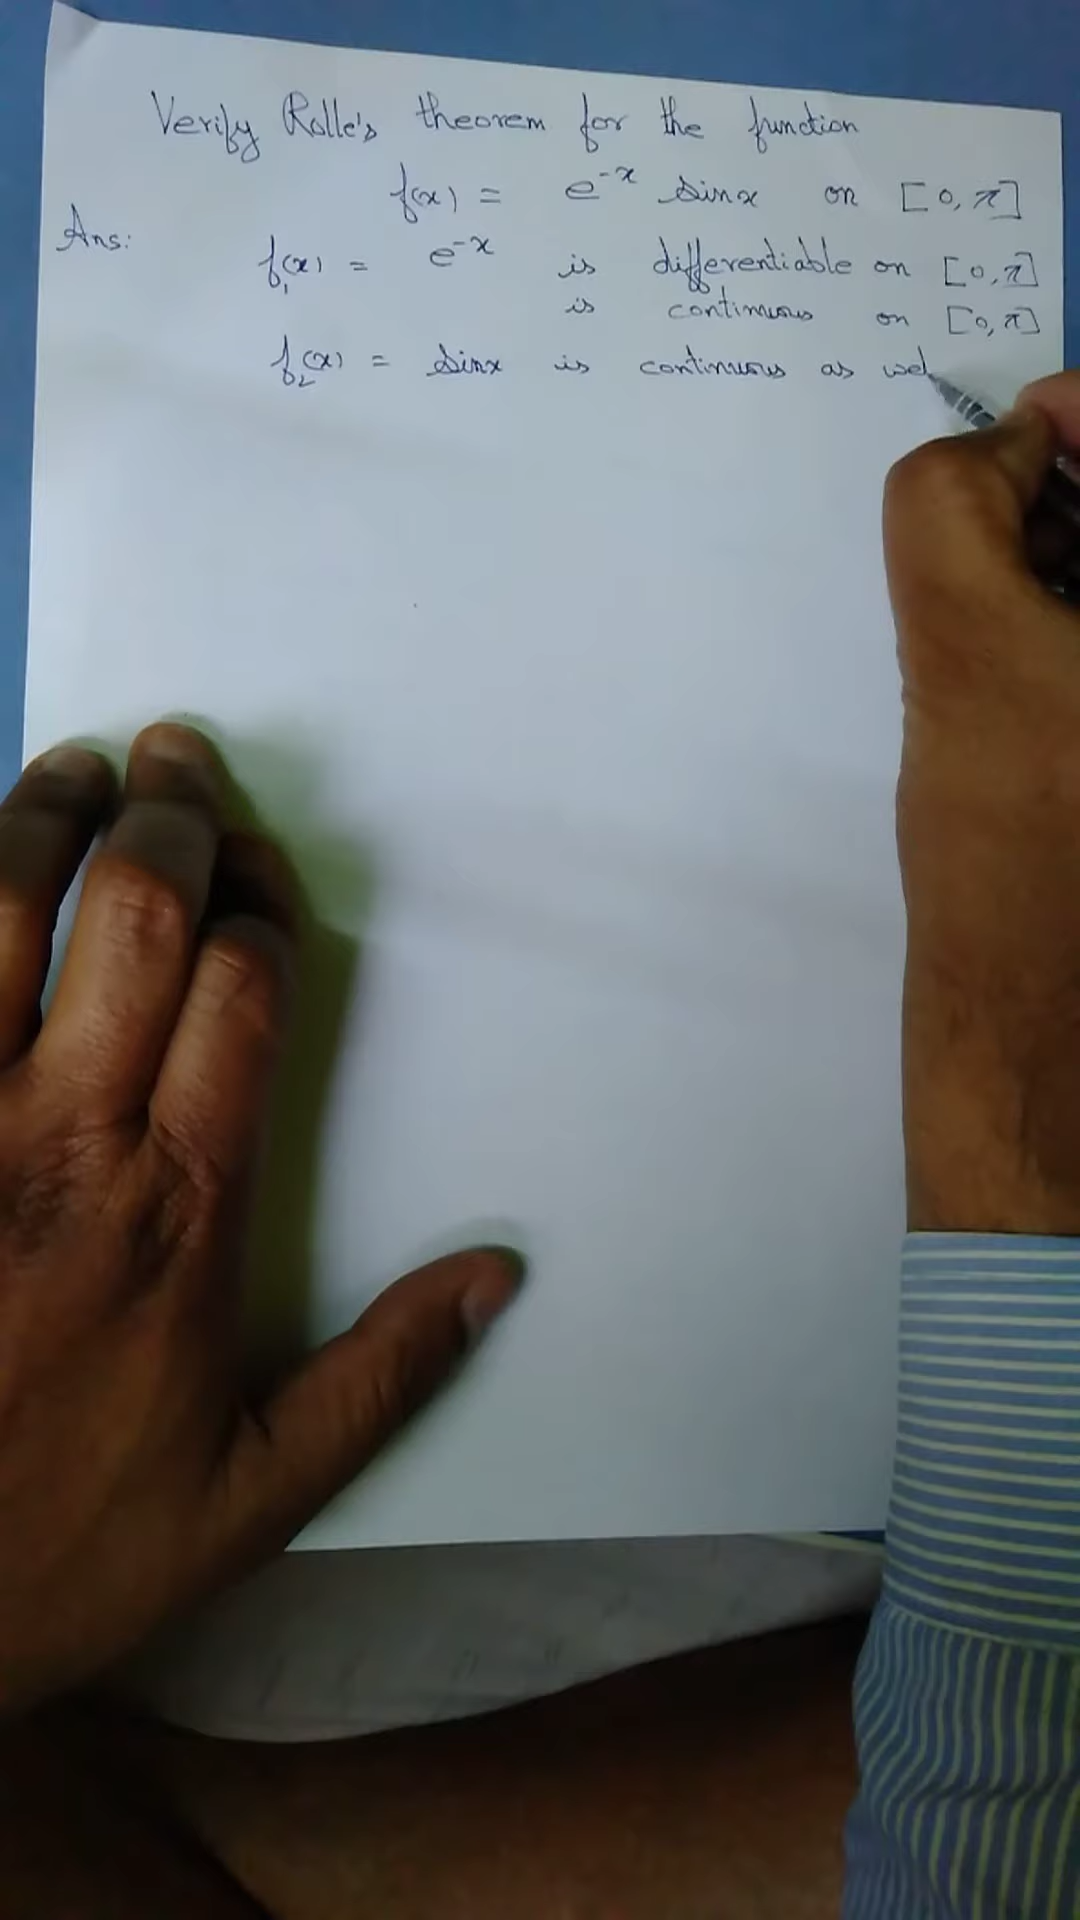 Verify Rolle's theorem for the function
f(x) = e^{-x} sinx on [0, π]
Ans:
f₁(x) = e^{-x} is differentiable on [0, π]
is continuous on [0, π]
f₂(x) = sinx is continuous as wel